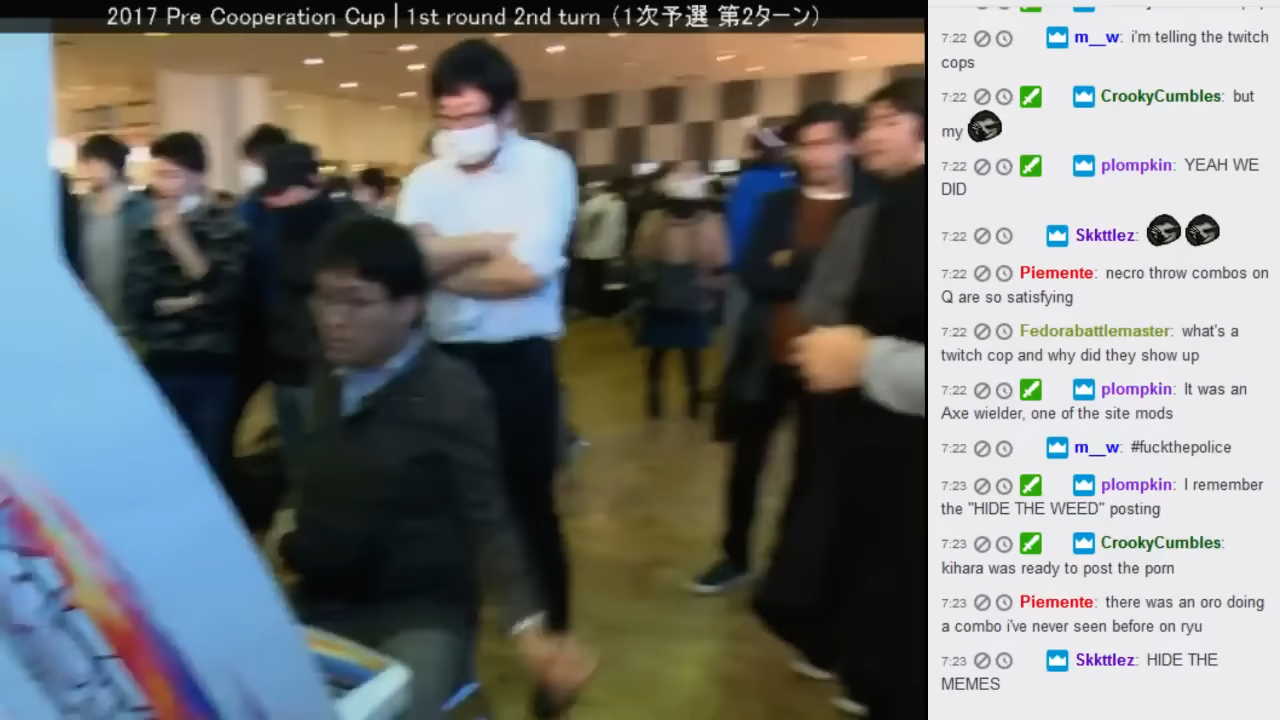 2017 Pre Cooperation Cup | 1st round 2nd turn (1次予選 第2ターン)
7:22 m__w: i'm telling the twitch
cops
7:22 CrookyCumbles: but
my
7:22 plompkin: YEAH WE
DID
7:22 Skkttlez:
7:22 Piemente: necro throw combos on
Q are so satisfying
7:22 Fedorabattlemaster: what's a
twitch cop and why did they show up
7:22 plompkin: It was an
Axe wielder, one of the site mods
7:22 m__w: #fuckthepolice
7:23 plompkin: I remember
the "HIDE THE WEED" posting
7:23 CrookyCumbles:
kihara was ready to post the porn
7:23 Piemente: there was an oro doing
a combo i've never seen before on ryu
7:23 Skkttlez: HIDE THE
MEMES